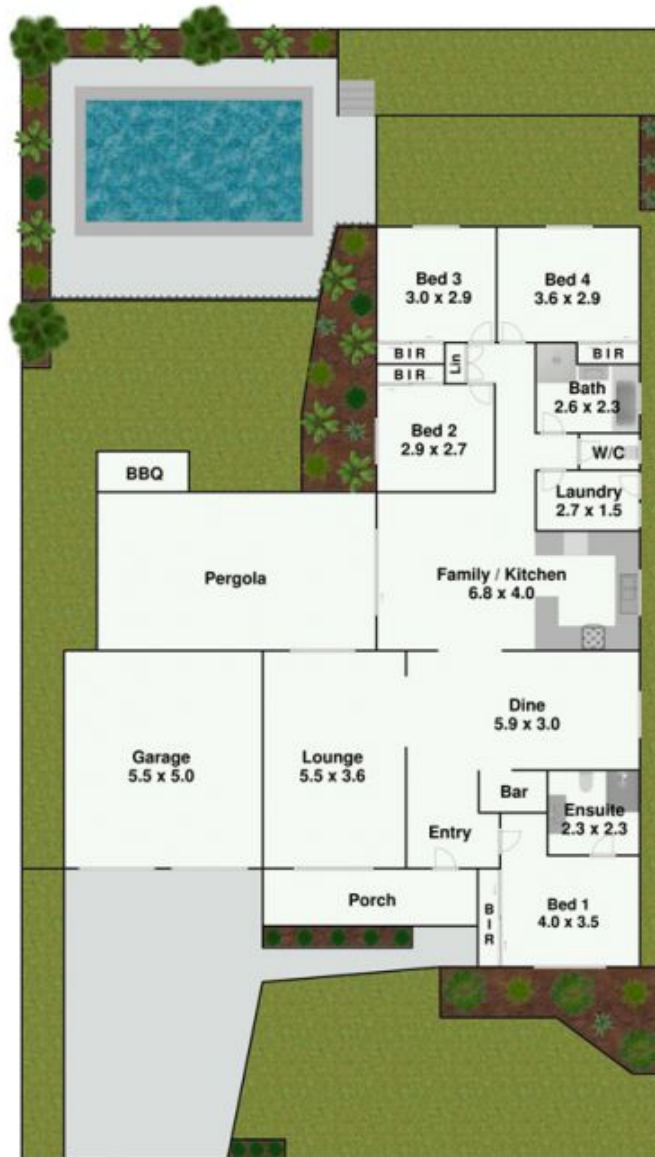 Bed 3
3.0 x 2.9
Bed 4
3.6 x 2.9
B I R
B I R
B I R
Lin
Bath
2.6 x 2.3
Bed 2
2.9 x 2.7
W/C
BBQ
Laundry
2.7 x 1.5
Pergola
Family / Kitchen
6.8 x 4.0
Dine
5.9 x 3.0
Garage
5.5 x 5.0
Lounge
5.5 x 3.6
Bar
Ensuite
2.3 x 2.3
Entry
Porch
B I R
Bed 1
4.0 x 3.5